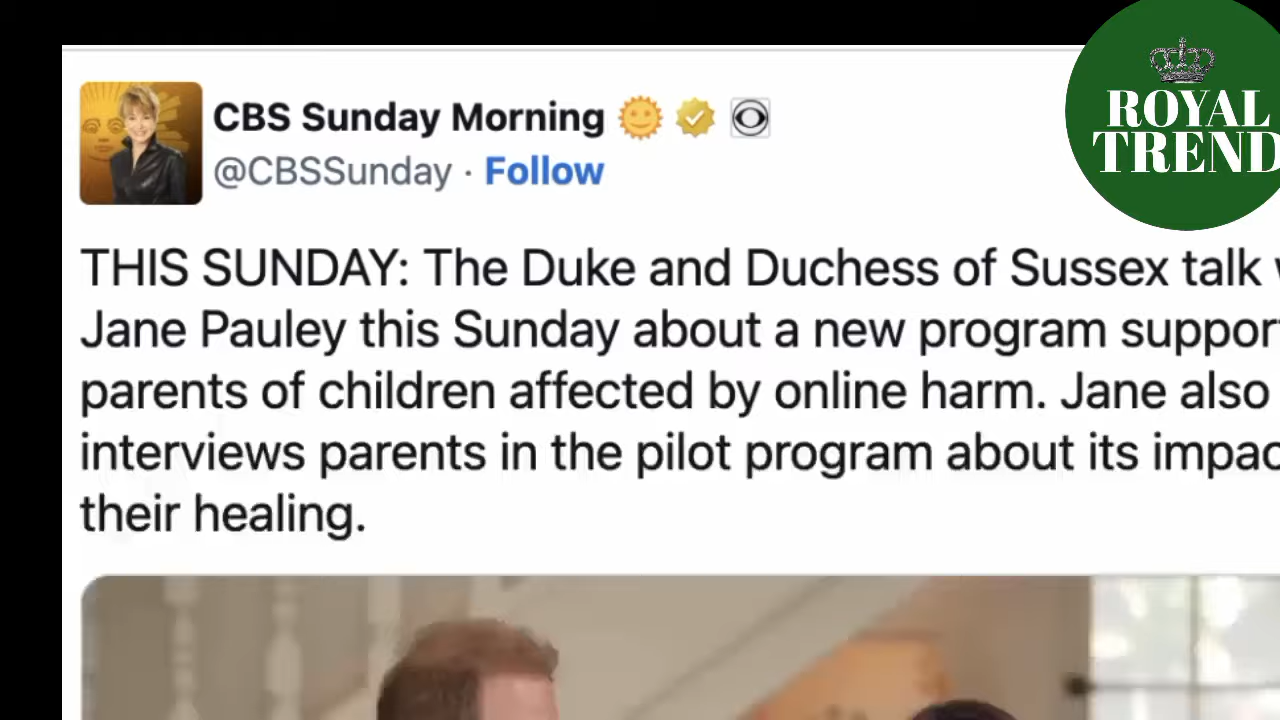 CBS Sunday Morning
@CBSSunday · Follow
ROYAL
TREND
THIS SUNDAY: The Duke and Duchess of Sussex talk
Jane Pauley this Sunday about a new program
parents of children affected by online harm. Jane also
interviews parents in the pilot program about its
their healing.